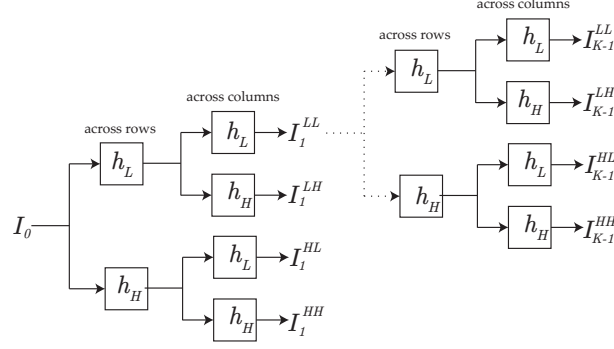 across columns
across rows
h_L
I_{K-1}^{LL}
h_L
across columns
h_H
I_{K-1}^{LH}
across rows
h_L
I_1^{LL}
h_L
h_L
I_{K-1}^{HL}
h_H
I_1^{LH}
h_H
h_H
I_{K-1}^{HH}
I_0
h_L
I_1^{HL}
h_H
h_H
I_1^{HH}